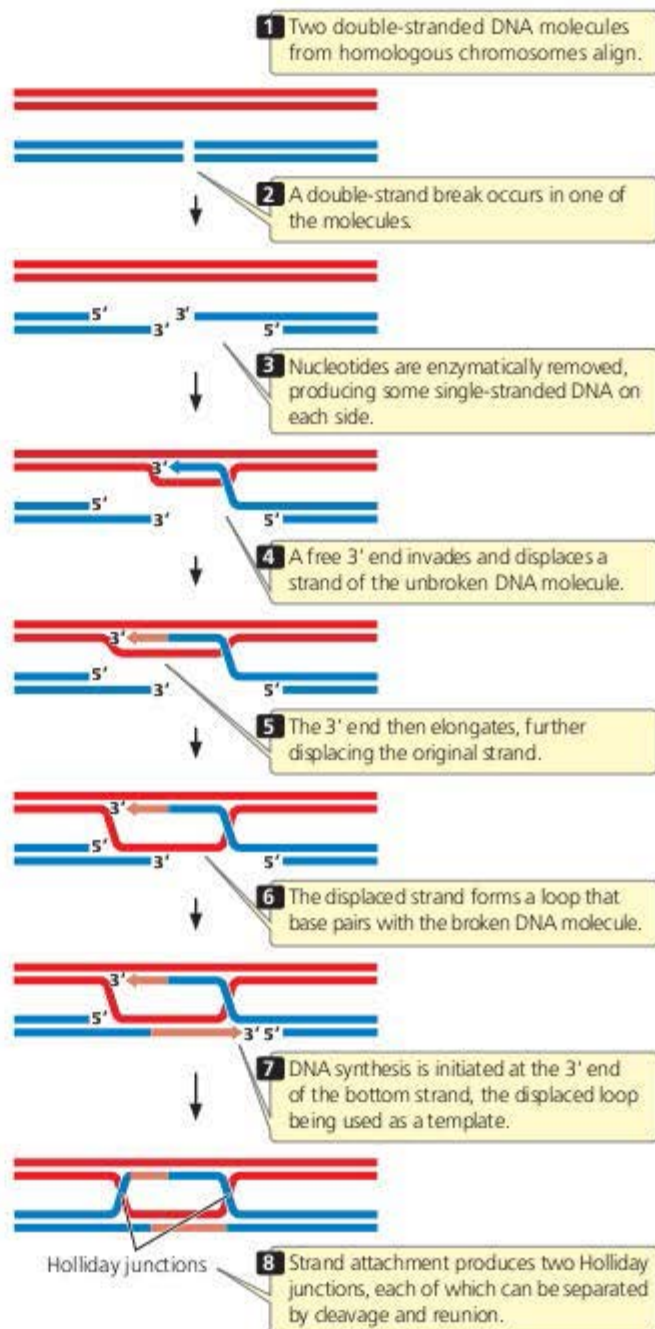 1 Two double-stranded DNA molecules
from homologous chromosomes align.
2 A double-strand break occurs in one of
the molecules.
5′ 3′
3′ 5′
3 Nucleotides are enzymatically removed,
producing some single-stranded DNA on
each side.
3′
5′
3′ 5′
4 A free 3′ end invades and displaces a
strand of the unbroken DNA molecule.
3′
5′
3′ 5′
5 The 3′ end then elongates, further
displacing the original strand.
3′
5′
3′ 5′
6 The displaced strand forms a loop that
base pairs with the broken DNA molecule.
3′
5′
3′ 5′
7 DNA synthesis is initiated at the 3′ end
of the bottom strand, the displaced loop
being used as a template.
Holliday junctions
8 Strand attachment produces two Holliday
junctions, each of which can be separated
by cleavage and reunion.